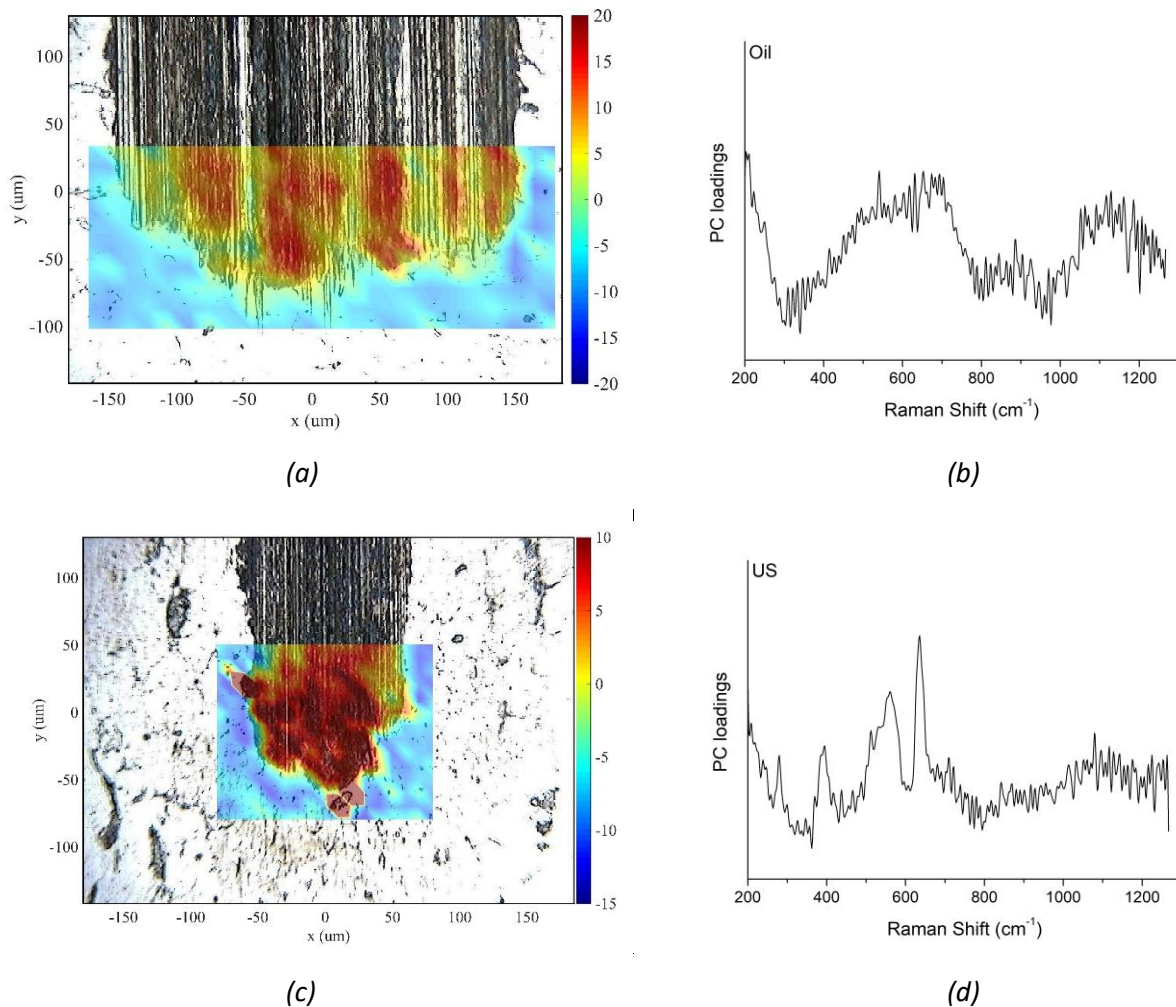 20
15
10
5
0
-5
-10
-15
-20
100
50
0
-50
-100
y (um)
-150 -100 -50 0 50 100 150
x (um)
(a)
Oil
PC loadings
200 400 600 800 1000 1200
Raman Shift (cm⁻¹)
(b)
10
5
0
-5
-10
-15
100
50
0
-50
-100
y (um)
-150 -100 -50 0 50 100 150
x (um)
(c)
US
PC loadings
200 400 600 800 1000 1200
Raman Shift (cm⁻¹)
(d)